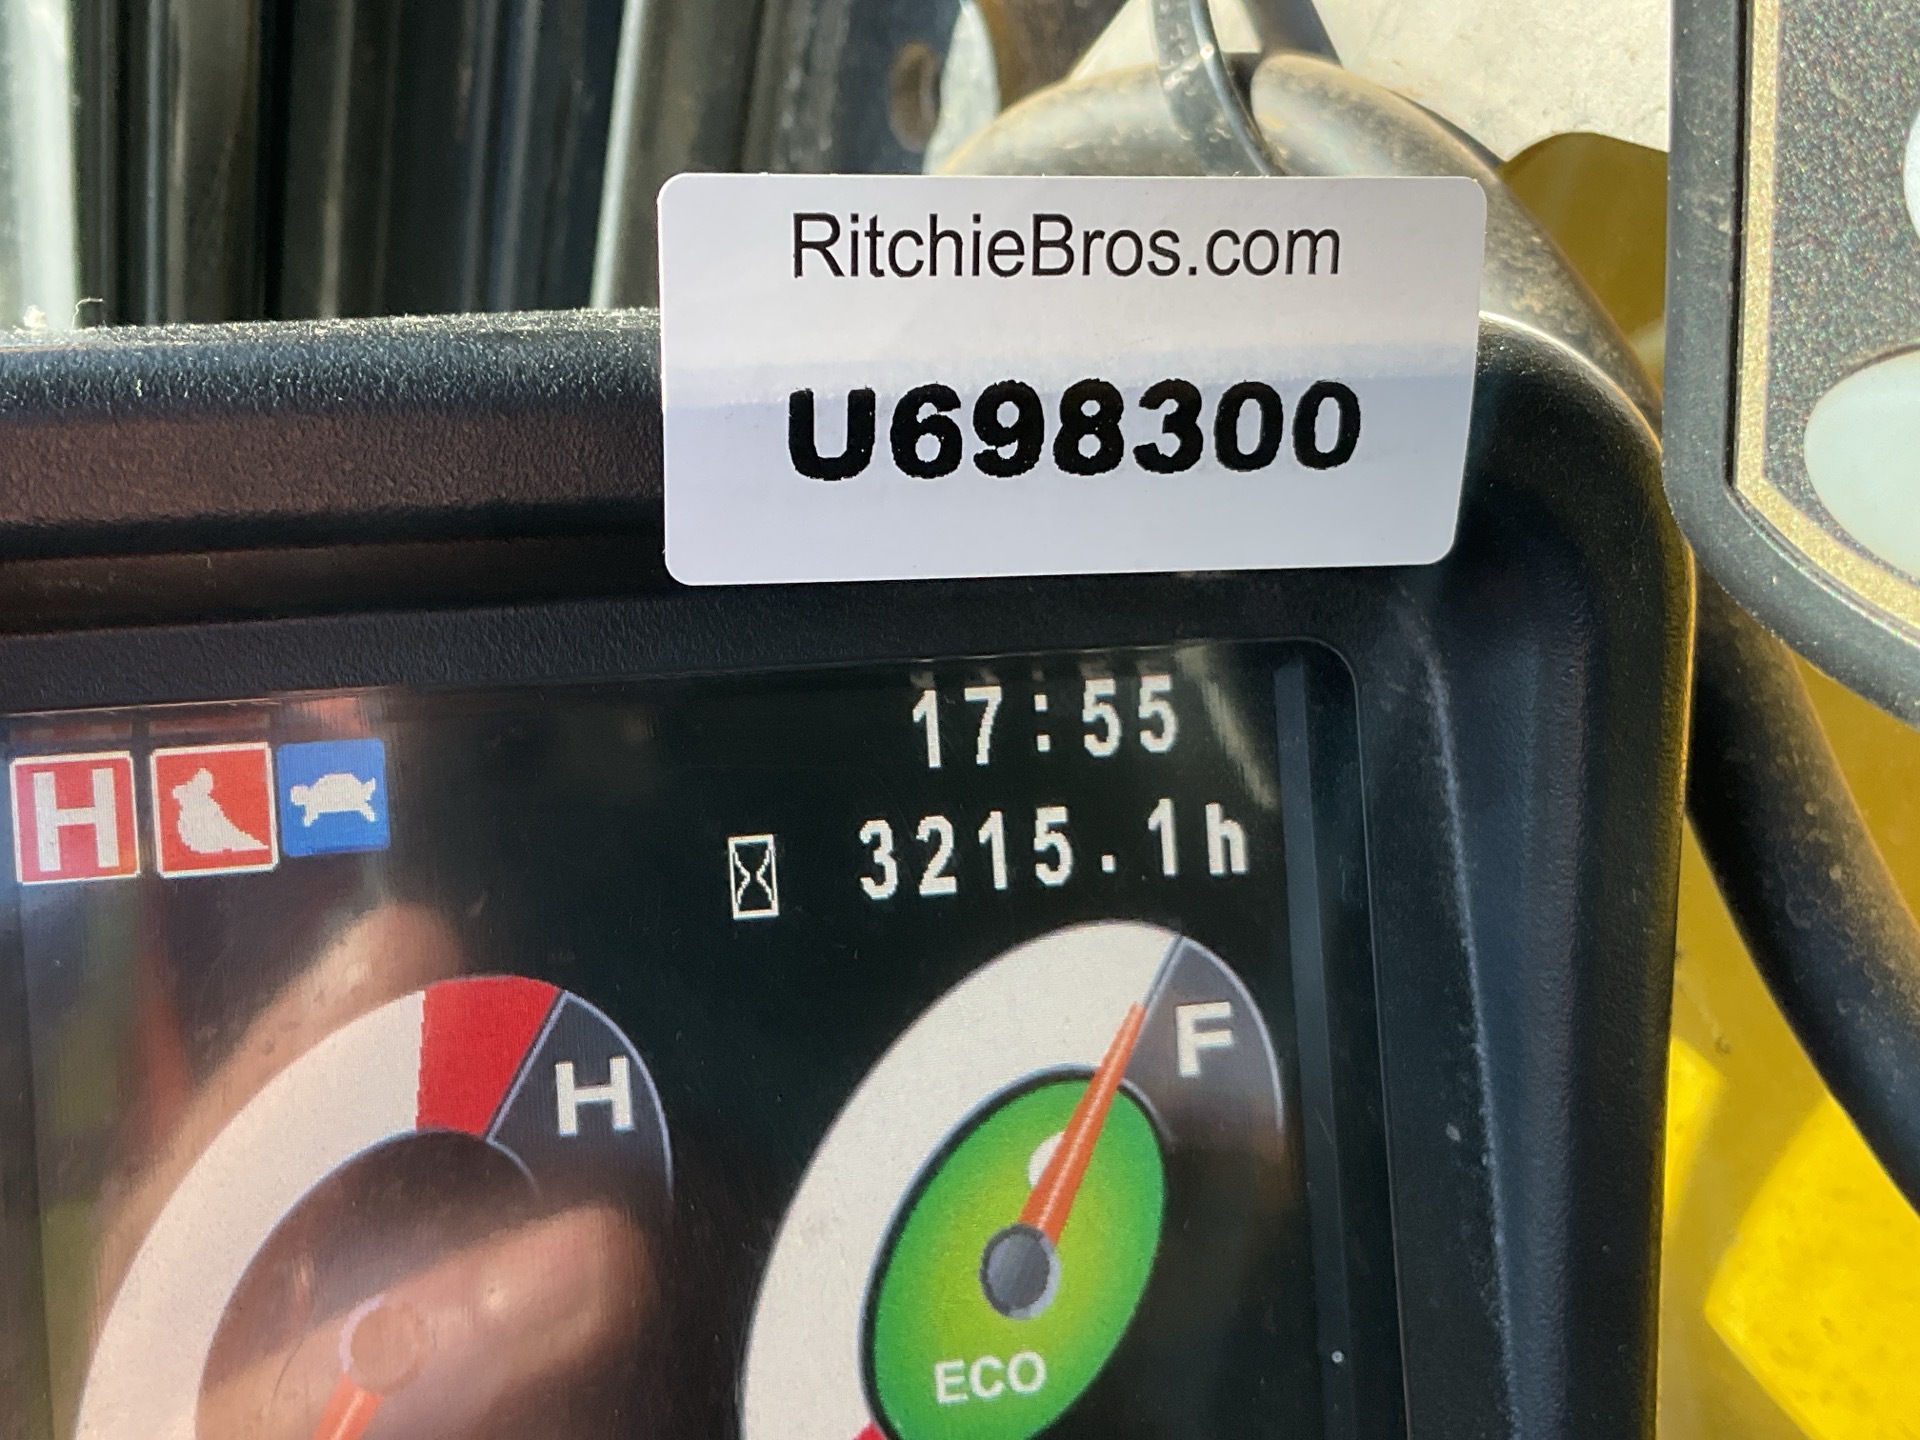 RitchieBros.com
U698300
17:55
H
3215.1h
H
F
ECO